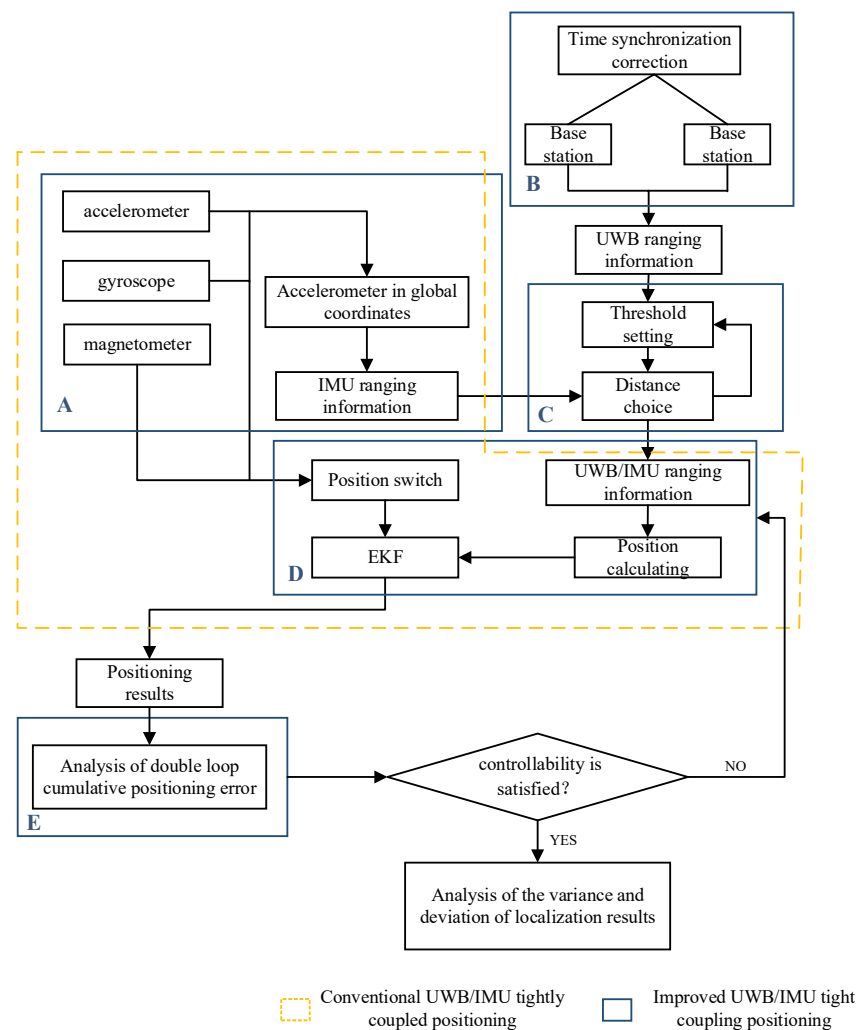 Time synchronization
correction
Base
station
Base
station
B
accelerometer
UWB ranging
information
gyroscope
Accelerometer in global
coordinates
Threshold
setting
magnetometer
IMU ranging
information
Distance
choice
A
C
Position switch
UWB/IMU ranging
information
EKF
Position
calculating
D
Positioning
results
Analysis of double loop
cumulative positioning error
controllability is
satisfied？
NO
E
YES
Analysis of the variance and
deviation of localization results
Conventional UWB/IMU tightly
coupled positioning
Improved UWB/IMU tight
coupling positioning